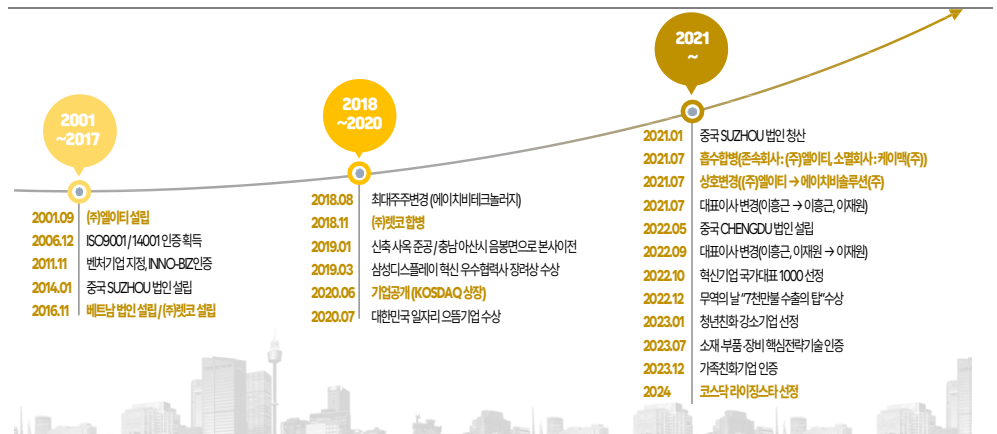 2001
~2017
2001.09 ㈜엘이티 설립
2006.12 ISO9001 / 14001 인증 획득
2011.11 벤처기업 지정, INNO-BIZ인증
2014.01 중국 SUZHOU 법인 설립
2016.11 베트남 법인 설립 / ㈜렛코 설립
2018
~2020
2018.08 최대주주변경 (에이치비테크놀러지)
2018.11 ㈜렛코 합병
2019.01 신축 사옥 준공 / 충남 아산시 음봉면으로 본사이전
2019.03 삼성디스플레이 혁신 우수협력사 장려상 수상
2020.06 기업공개 (KOSDAQ 상장)
2020.07 대한민국 일자리 으뜸기업 수상
2021
~
2021.01 중국 SUZHOU 법인 청산
2021.07 흡수합병(존속회사 : (주)엘이티, 소멸회사 : 케이맥(주))
2021.07 상호변경((주)엘이티 → 에이치비솔루션(주)
2021.07 대표이사 변경(이흥근 → 이흥근, 이재원)
2022.05 중국 CHENGDU 법인 설립
2022.09 대표이사 변경(이흥근, 이재원 → 이재원)
2022.10 혁신기업 국가대표 1000 선정
2022.12 무역의 날 “7천만불 수출의 탑”수상
2023.01 청년친화 강소기업 선정
2023.07 소재·부품·장비 핵심전략기술 인증
2023.12 가족친화기업 인증
2024 코스닥 라이징스타 선정